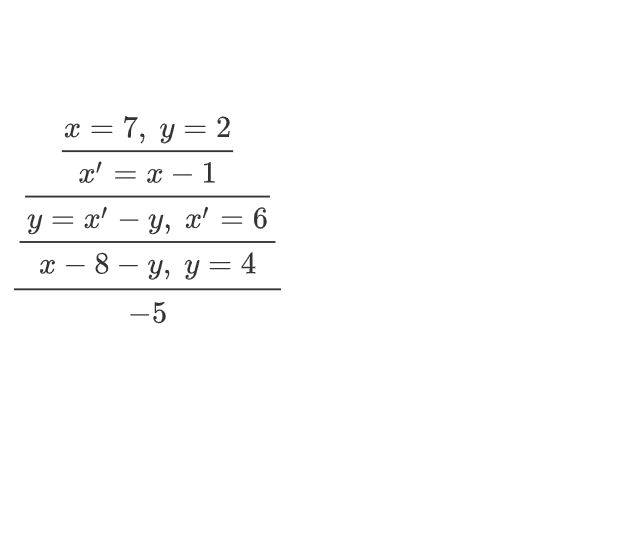 x = 7, y = 2
x′ = x − 1
y = x′ − y, x′ = 6
x − 8 − y, y = 4
−5